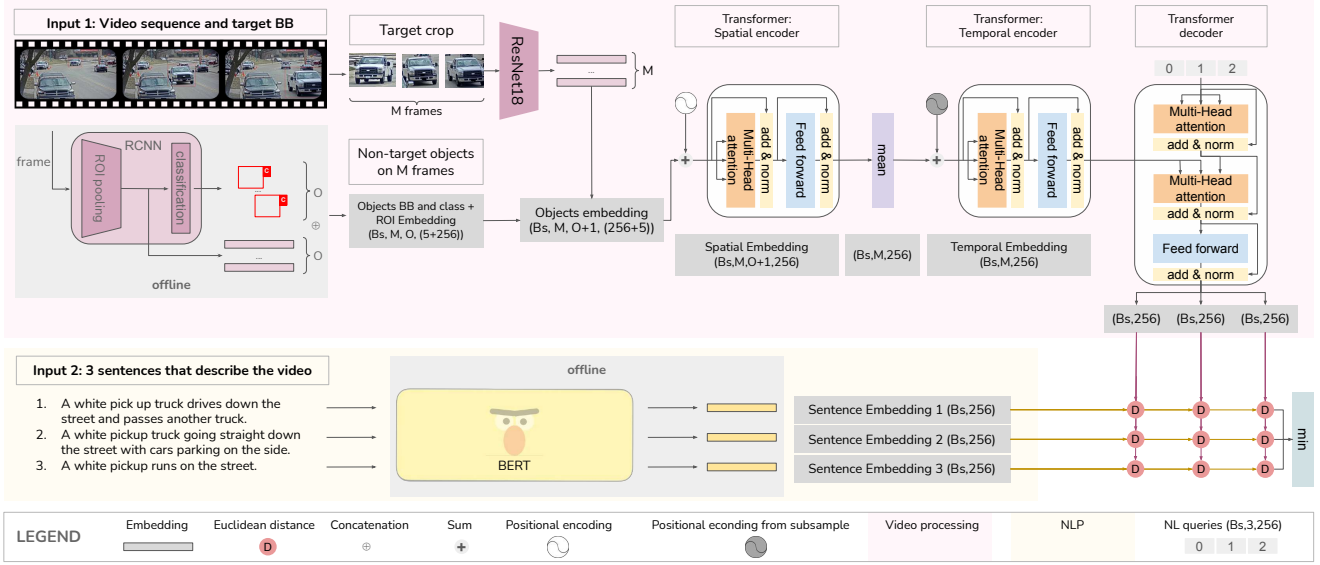 Input 1: Video sequence and target BB
Target crop
ResNet18
...
M
M frames
Transformer:
Spatial encoder
Transformer:
Temporal encoder
Transformer
decoder
0 1 2
frame
RCNN
ROI pooling
classification
C
...
C
O
⊕
...
O
offline
Non-target objects
on M frames
Objects BB and class +
ROI Embedding
(Bs, M, O, (5+256))
Objects embedding
(Bs, M, O+1, (256+5))
+
Multi-Head
attention
add & norm
Feed forward
add & norm
mean
+
Multi-Head
attention
add & norm
Feed forward
add & norm
Multi-Head
attention
add & norm
Multi-Head
attention
add & norm
Feed forward
add & norm
Spatial Embedding
(Bs,M,O+1,256)
(Bs,M,256)
Temporal Embedding
(Bs,M,256)
(Bs,256) (Bs,256) (Bs,256)
Input 2: 3 sentences that describe the video
1. A white pick up truck drives down the
street and passes another truck.
2. A white pickup truck going straight down
the street with cars parking on the side.
3. A white pickup runs on the street.
offline
BERT
Sentence Embedding 1 (Bs,256)
Sentence Embedding 2 (Bs,256)
Sentence Embedding 3 (Bs,256)
D D D
D D D
D D D
min
LEGEND
Embedding
Euclidean distance
D
Concatenation
⊕
Sum
+
Positional encoding
Positional econding from subsample
Video processing
NLP
NL queries (Bs,3,256)
0 1 2